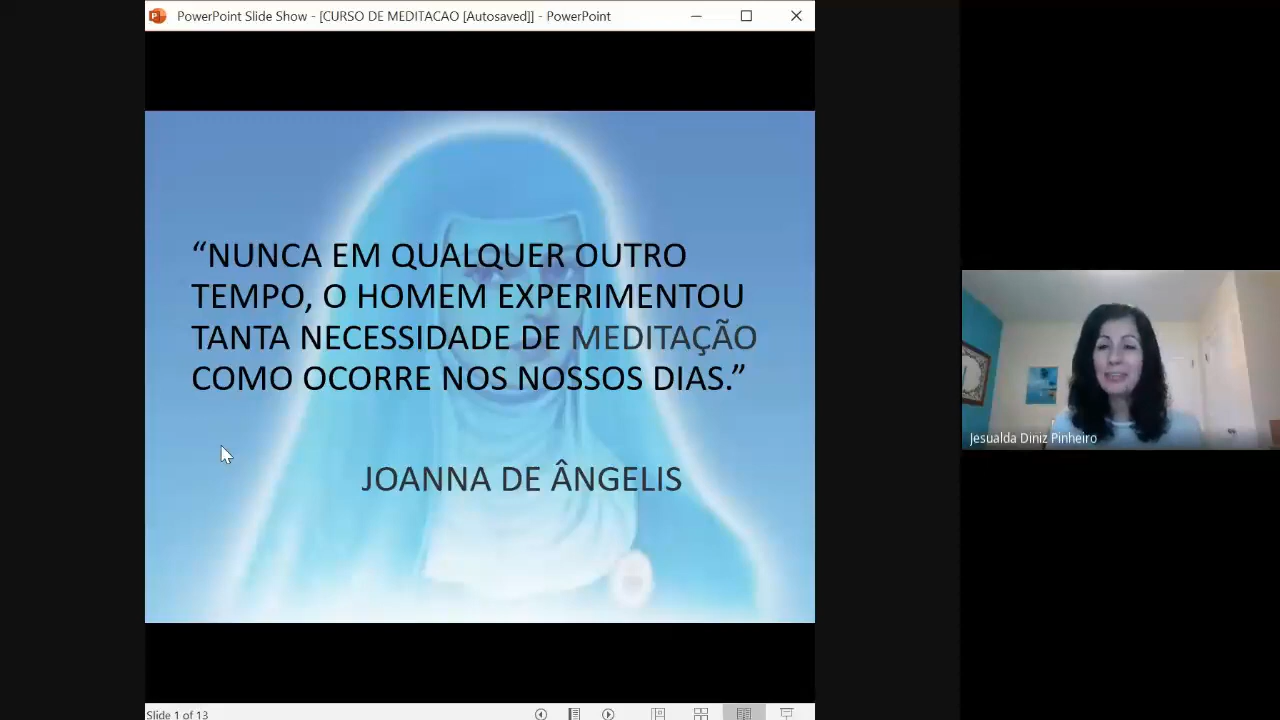 PowerPoint Slide Show - [CURSO DE MEDITACAO [Autosaved]] - PowerPoint
“NUNCA EM QUALQUER OUTRO
TEMPO, O HOMEM EXPERIMENTOU
TANTA NECESSIDADE DE MEDITAÇÃO
COMO OCORRE NOS NOSSOS DIAS.”
JOANNA DE ÂNGELIS
Jesualda Diniz Pinheiro
Slide 1 of 13